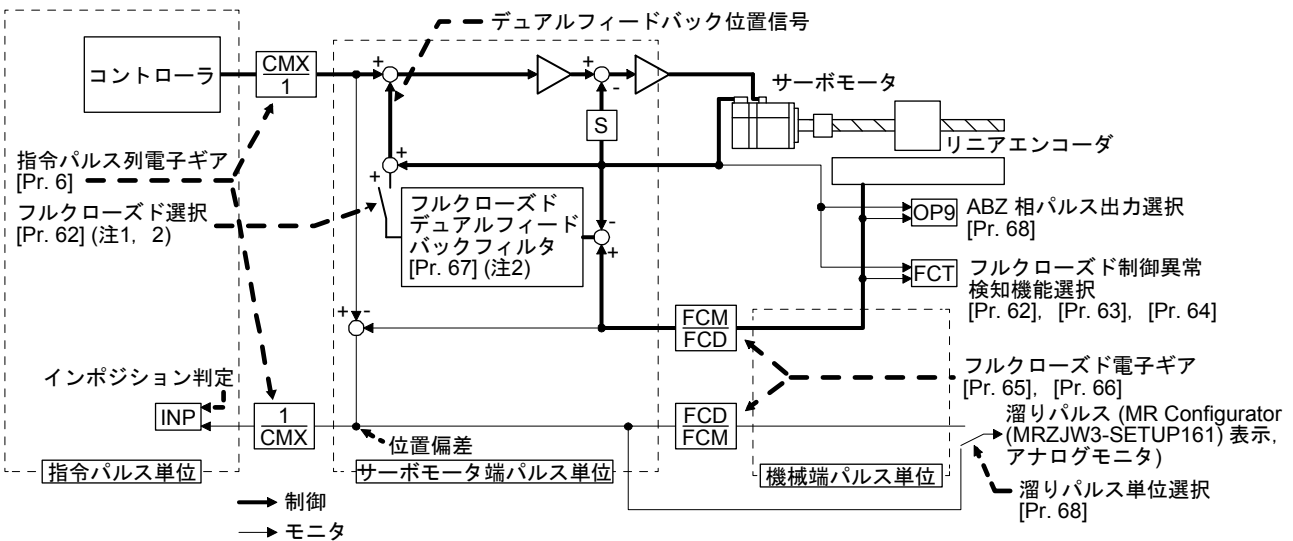 デュアルフィードバック位置信号
コントローラ
CMX
1
+
+
-
サーボモータ
S
リニアエンコーダ
指令パルス列電子ギア
[Pr. 6]
フルクローズド選択
[Pr. 62] (注1, 2)
+
+
フルクローズド
デュアルフィード
バックフィルタ
[Pr. 67] (注2)
-
+
OP9
ABZ 相パルス出力選択
[Pr. 68]
FCT
フルクローズド制御異常
検知機能選択
[Pr. 62], [Pr. 63], [Pr. 64]
+
-
FCM
FCD
フルクローズド電子ギア
[Pr. 65], [Pr. 66]
インポジション判定
INP
1
CMX
位置偏差
FCD
FCM
溜りパルス (MR Configurator
(MRZJW3-SETUP161) 表示,
アナログモニタ)
指令パルス単位
サーボモータ端パルス単位
機械端パルス単位
溜りパルス単位選択
[Pr. 68]
制御
モニタ